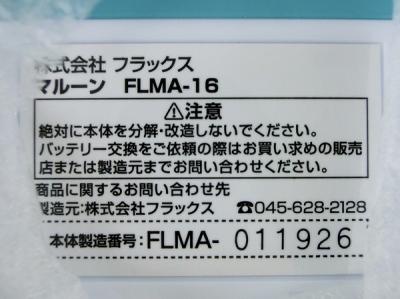 株式会社 フラックス
マルーン FLMA-16
⚠注意
絶対に本体を分解・改造しないでください。
バッテリー交換をご依頼の際はお買い求めの販売
店または製造元までお問い合わせください。
商品に関するお問い合わせ先
製造元:株式会社フラックス ☎045-628-2128
本体製造番号:FLMA- 011926